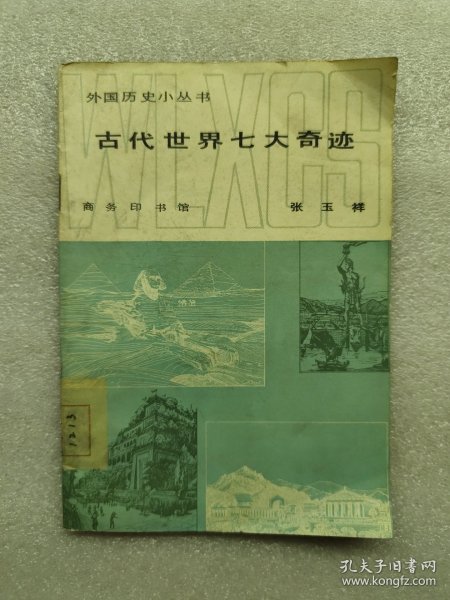 WLXCS
外国历史小丛书
古代世界七大奇迹
商务印书馆 张玉祥
孔夫子旧书网
www.kongfz.com